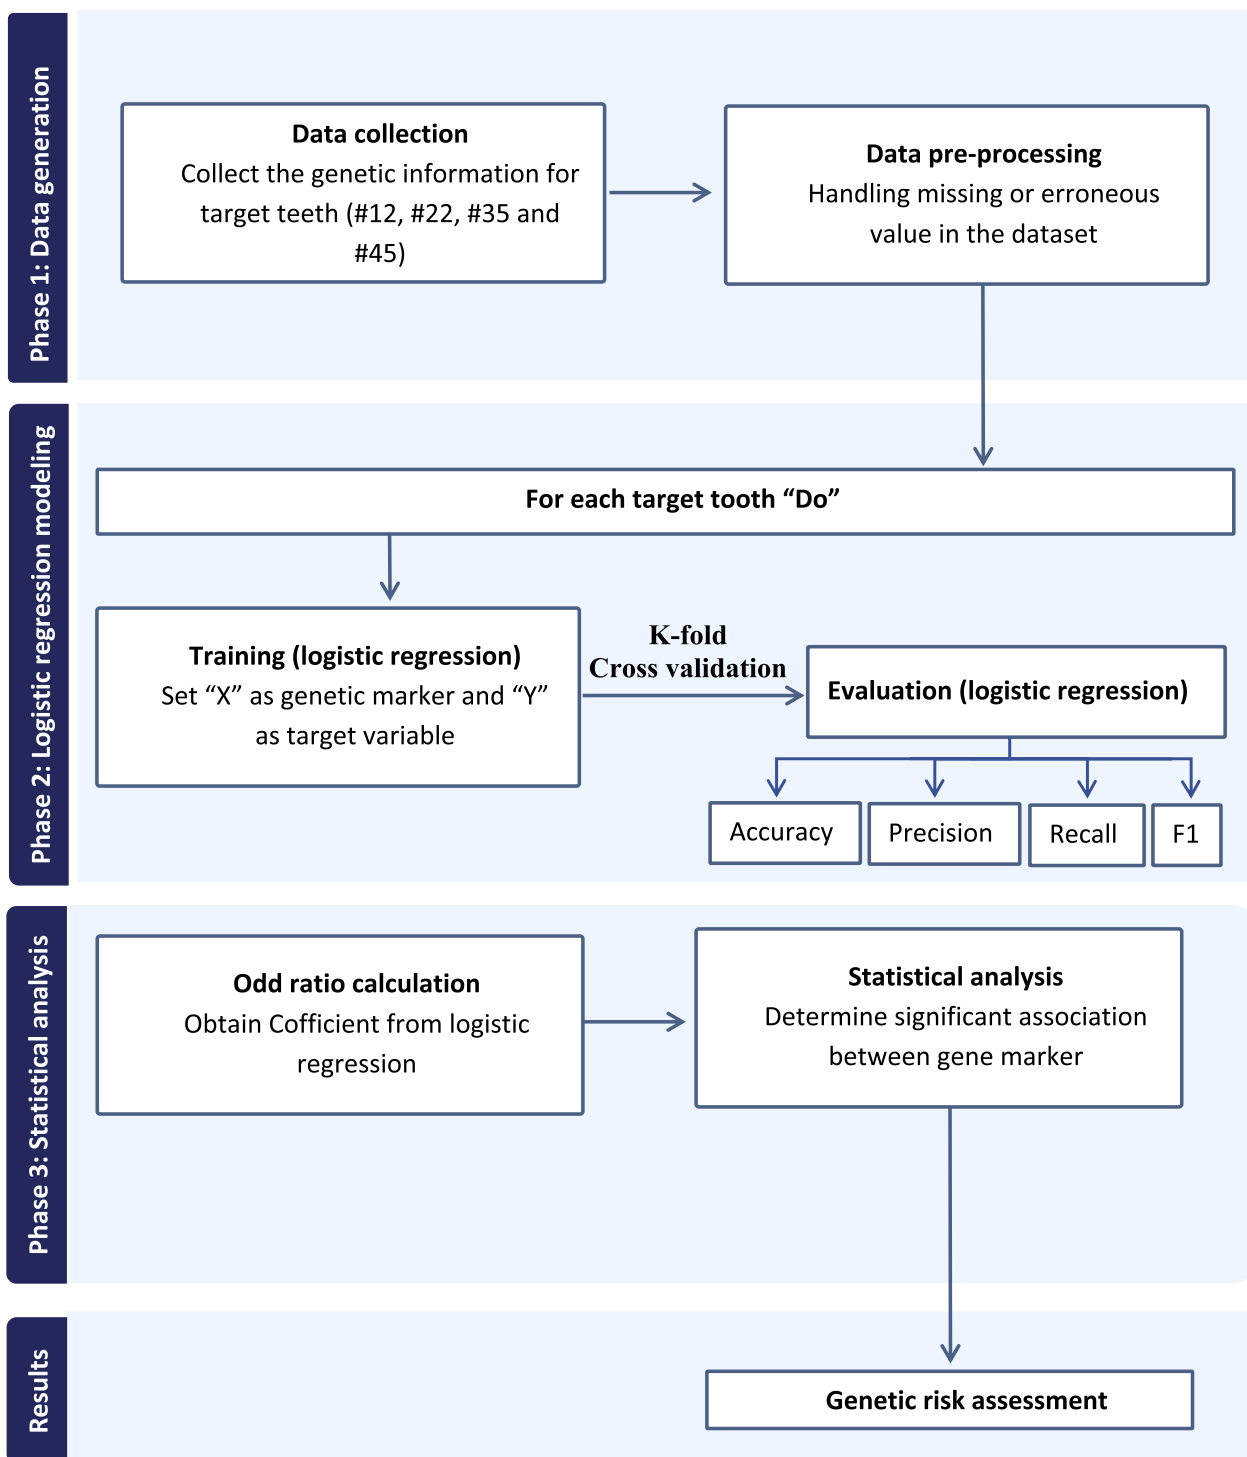 Phase 1: Data generation
Data collection
Collect the genetic information for
target teeth (#12, #22, #35 and
#45)
Data pre-processing
Handling missing or erroneous
value in the dataset
Phase 2: Logistic regression modeling
For each target tooth “Do”
Training (logistic regression)
Set “X” as genetic marker and “Y”
as target variable
K-fold
Cross validation
Evaluation (logistic regression)
Accuracy
Precision
Recall
F1
Phase 3: Statistical analysis
Odd ratio calculation
Obtain Cofficient from logistic
regression
Statistical analysis
Determine significant association
between gene marker
Results
Genetic risk assessment